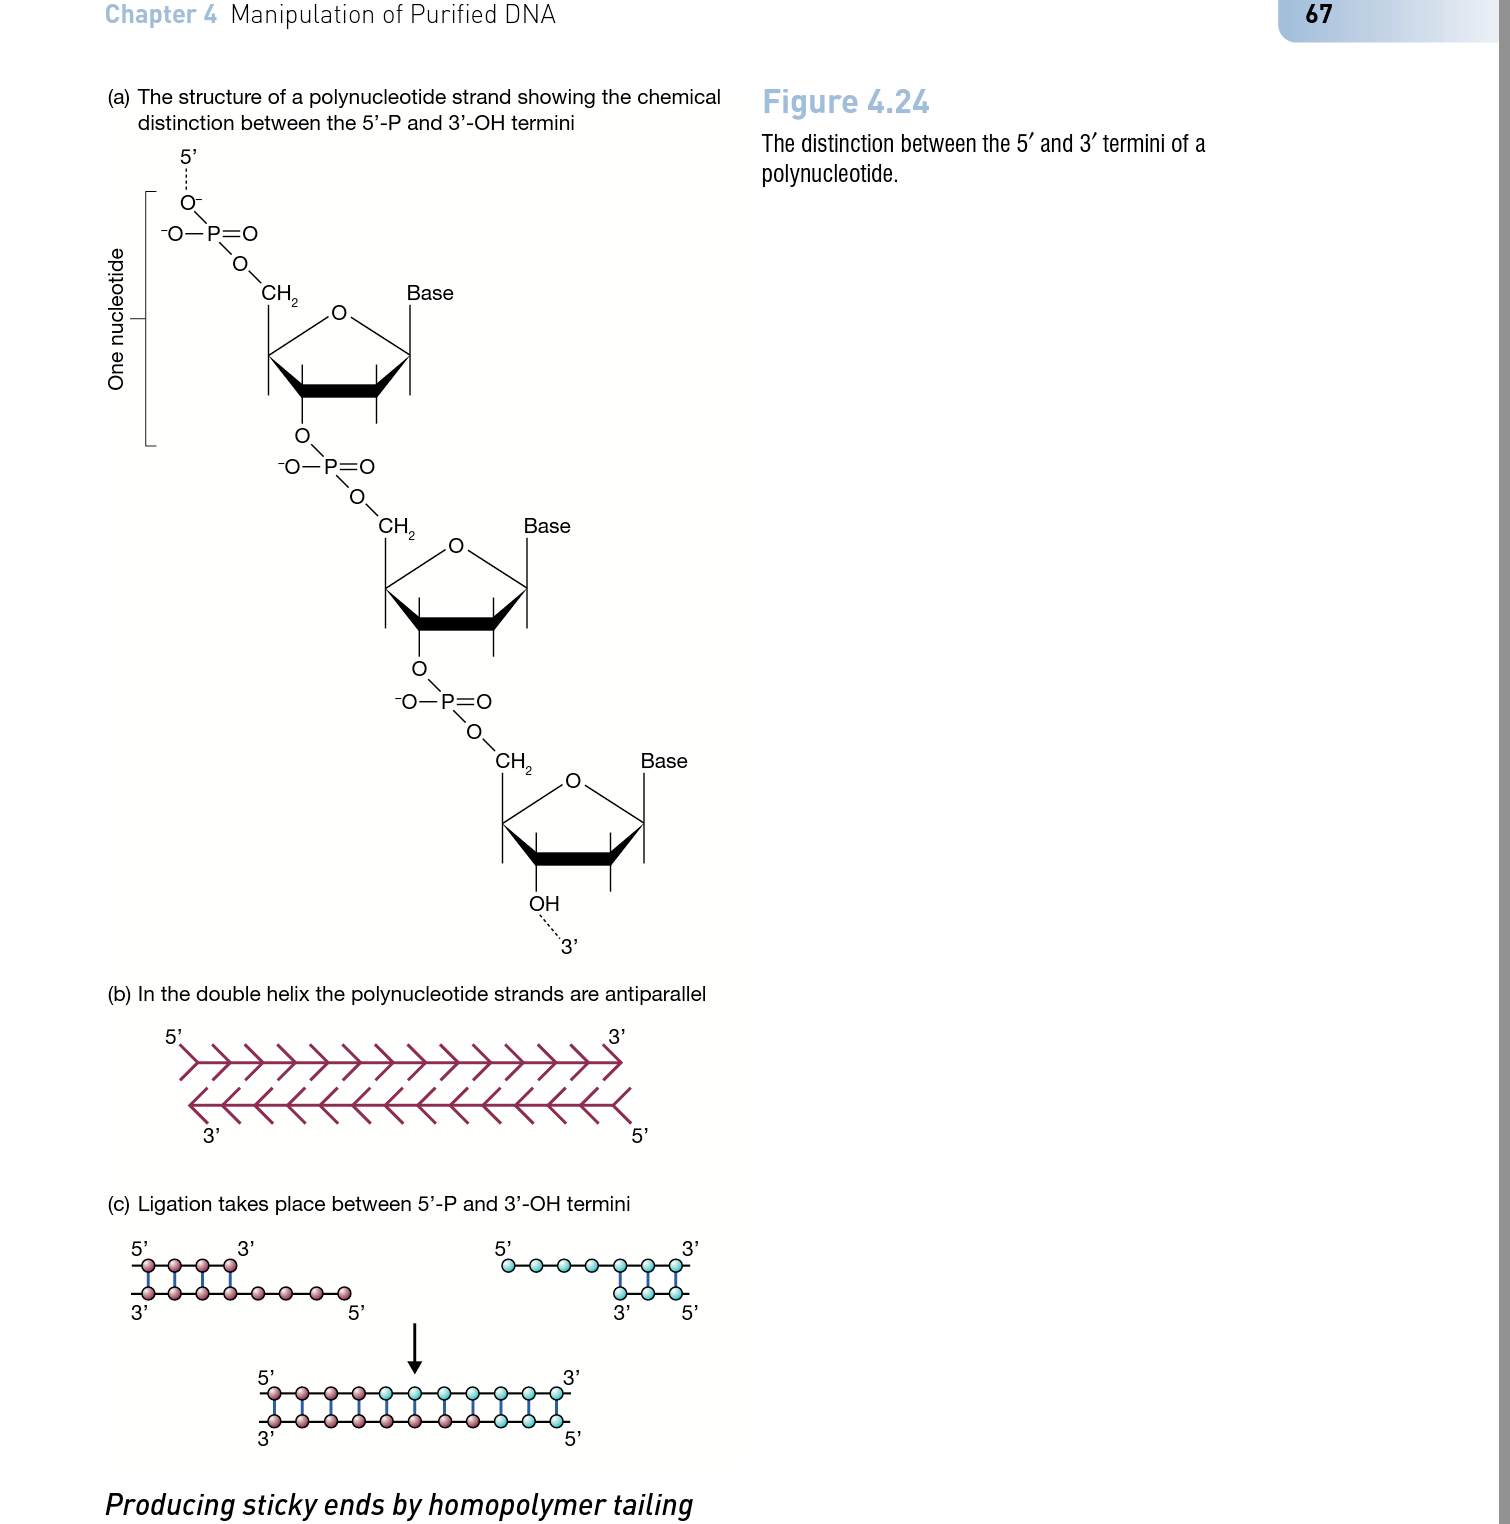 Chapter 4 Manipulation of Purified DNA
67
(a) The structure of a polynucleotide strand showing the chemical
distinction between the 5’-P and 3’-OH termini
Figure 4.24
The distinction between the 5′ and 3′ termini of a
polynucleotide.
5’
O⁻
⁻O—P=O
O
CH₂
Base
O
One nucleotide
O
⁻O—P=O
O
CH₂
Base
O
O
⁻O—P=O
O
CH₂
Base
O
OH
3’
(b) In the double helix the polynucleotide strands are antiparallel
5’ 3’
3’ 5’
(c) Ligation takes place between 5’-P and 3’-OH termini
5’ 3’ 5’ 3’
3’ 5’ 3’ 5’
5’ 3’
3’ 5’
Producing sticky ends by homopolymer tailing